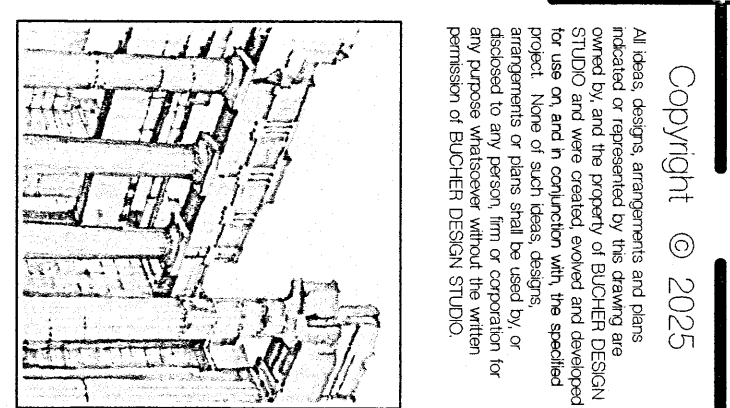 Copyright © 2025
All ideas, designs, arrangements and plans
indicated or represented by this drawing are
owned by, and the property of BUCHER DESIGN
STUDIO and were created, evolved and developed
for use on, and in conjunction with, the specified
project. None of such ideas, designs,
arrangements or plans shall be used by, or
disclosed to any person, firm or corporation for
any purpose whatsoever without the written
permission of BUCHER DESIGN STUDIO.